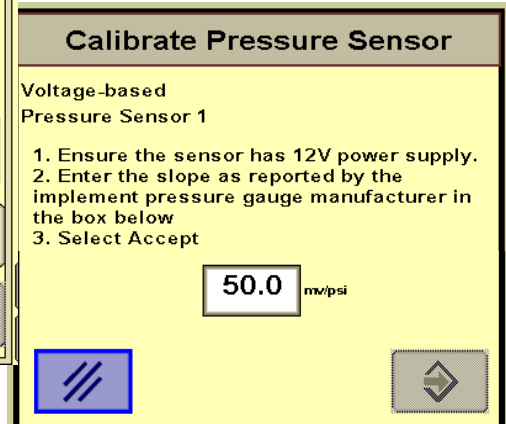 Calibrate Pressure Sensor
Voltage-based
Pressure Sensor 1
1. Ensure the sensor has 12V power supply.
2. Enter the slope as reported by the
implement pressure gauge manufacturer in
the box below
3. Select Accept
50.0 mv/psi